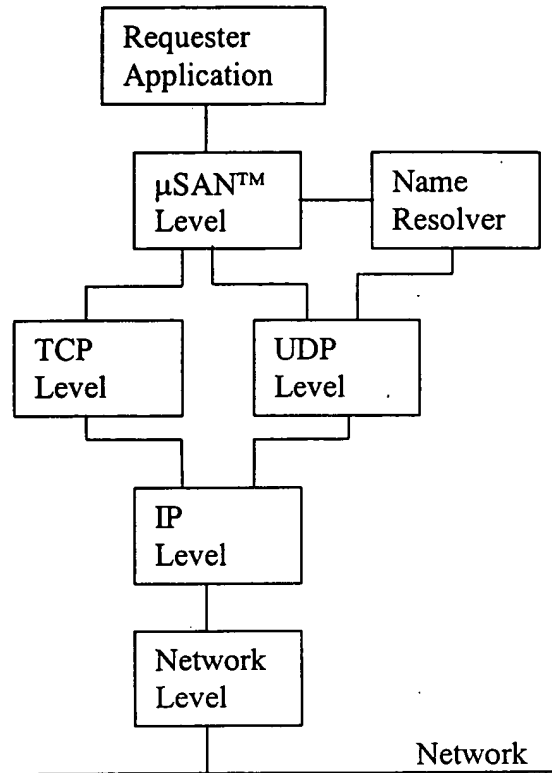 Requester
Application
µSAN™
Level
Name
Resolver
TCP
Level
UDP
Level
IP
Level
Network
Level
Network